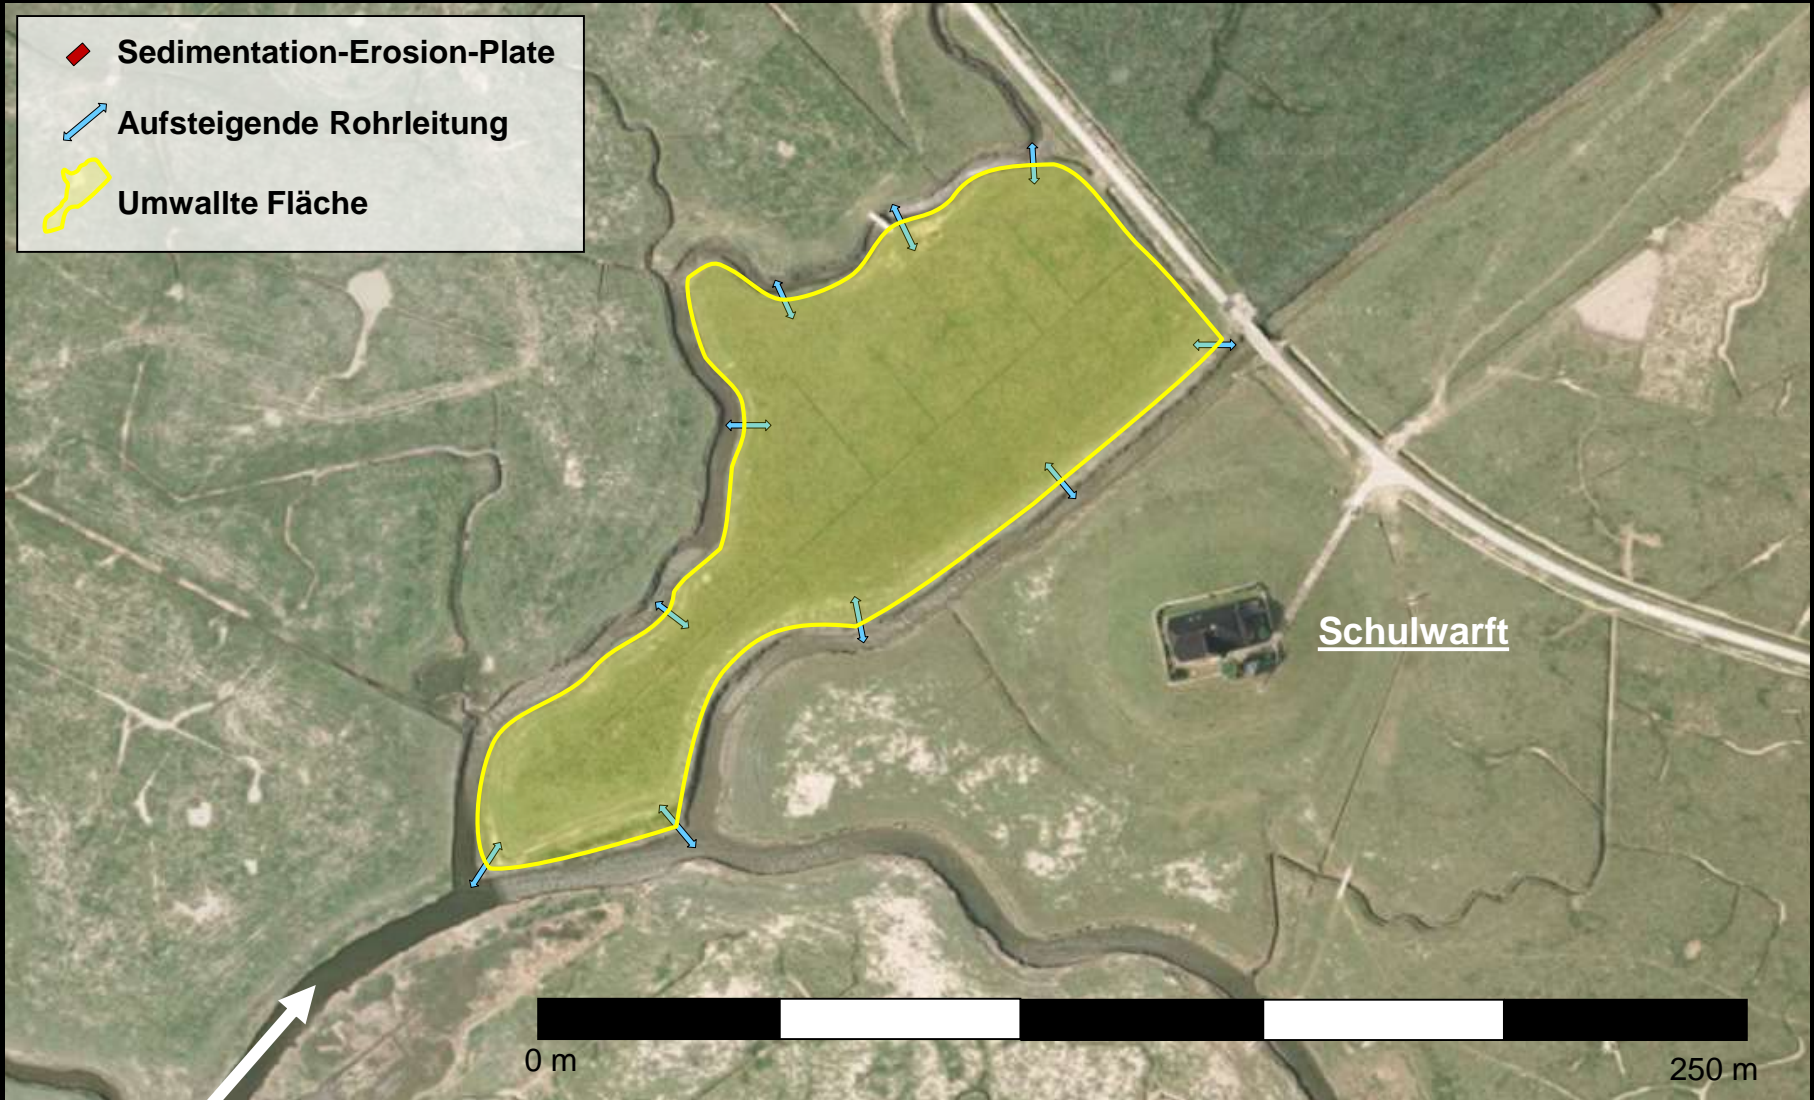 Sedimentation-Erosion-Plate
Aufsteigende Rohrleitung
Umwallte Fläche
Schulwarft
0 m
250 m